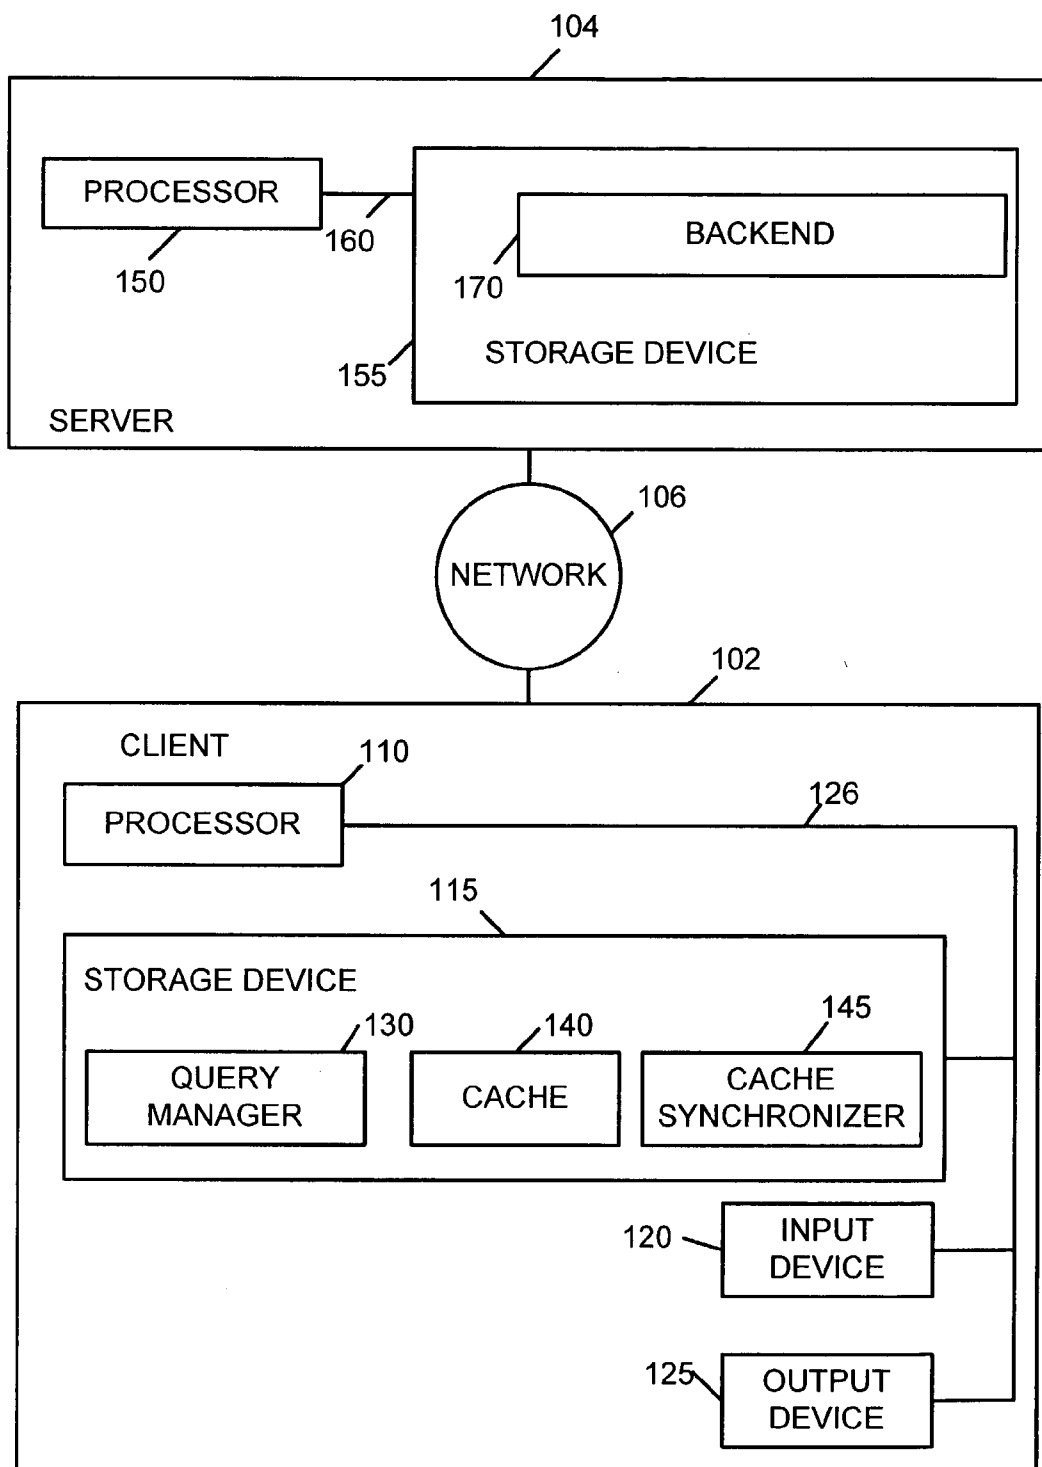 104
PROCESSOR
150
160
BACKEND
170
STORAGE DEVICE
155
SERVER
106
NETWORK
102
CLIENT
110
PROCESSOR
126
115
STORAGE DEVICE
130
140
145
QUERY
MANAGER
CACHE
CACHE
SYNCHRONIZER
120
INPUT
DEVICE
125
OUTPUT
DEVICE